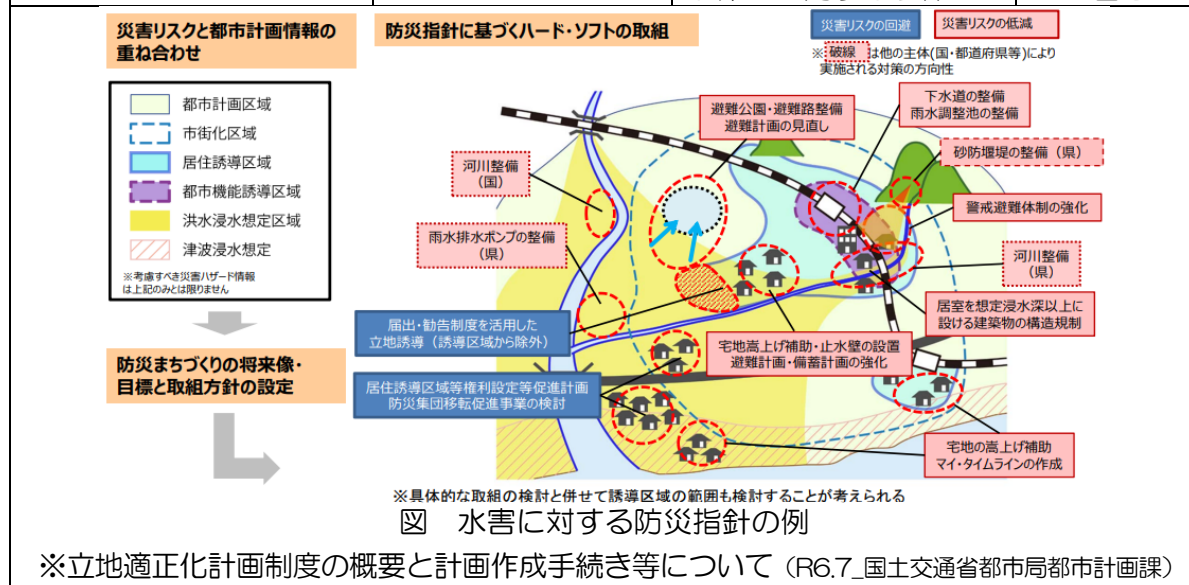 災害リスクと都市計画情報の
重ね合わせ
防災指針に基づくハード・ソフトの取組
災害リスクの回避
災害リスクの低減
※ 破線 は他の主体(国・都道府県等)により
実施される対策の方向性
都市計画区域
市街化区域
居住誘導区域
都市機能誘導区域
洪水浸水想定区域
津波浸水想定
※考慮すべき災害ハザード情報
は上記のみとは限りません
防災まちづくりの将来像・
目標と取組方針の設定
避難公園・避難路整備
避難計画の見直し
下水道の整備
雨水調整池の整備
砂防堰堤の整備（県）
河川整備
（国）
警戒避難体制の強化
雨水排水ポンプの整備
（県）
河川整備
（県）
居室を想定浸水深以上に
設ける建築物の構造規制
届出・勧告制度を活用した
立地誘導（誘導区域から除外）
宅地嵩上げ補助・止水壁の設置
避難計画・備蓄計画の強化
居住誘導区域等権利設定等促進計画
防災集団移転促進事業の検討
宅地の嵩上げ補助
マイ・タイムラインの作成
※具体的な取組の検討と併せて誘導区域の範囲も検討することが考えられる
図　水害に対する防災指針の例
※立地適正化計画制度の概要と計画作成手続き等について（R6.7_国土交通省都市局都市計画課）